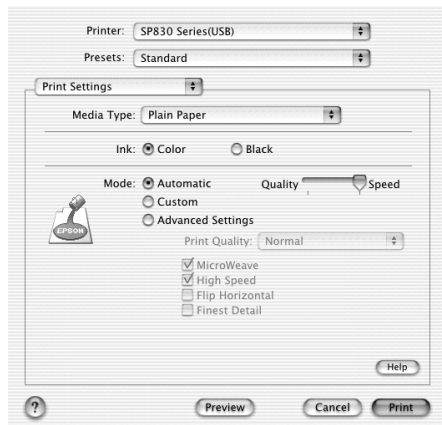 Printer: SP830 Series(USB)
Presets: Standard
Print Settings
Media Type: Plain Paper
Ink: Color Black
Mode: Automatic Quality Speed
Custom
Advanced Settings
EPSON
Print Quality: Normal
MicroWeave
High Speed
Flip Horizontal
Finest Detail
Help
? Preview Cancel Print